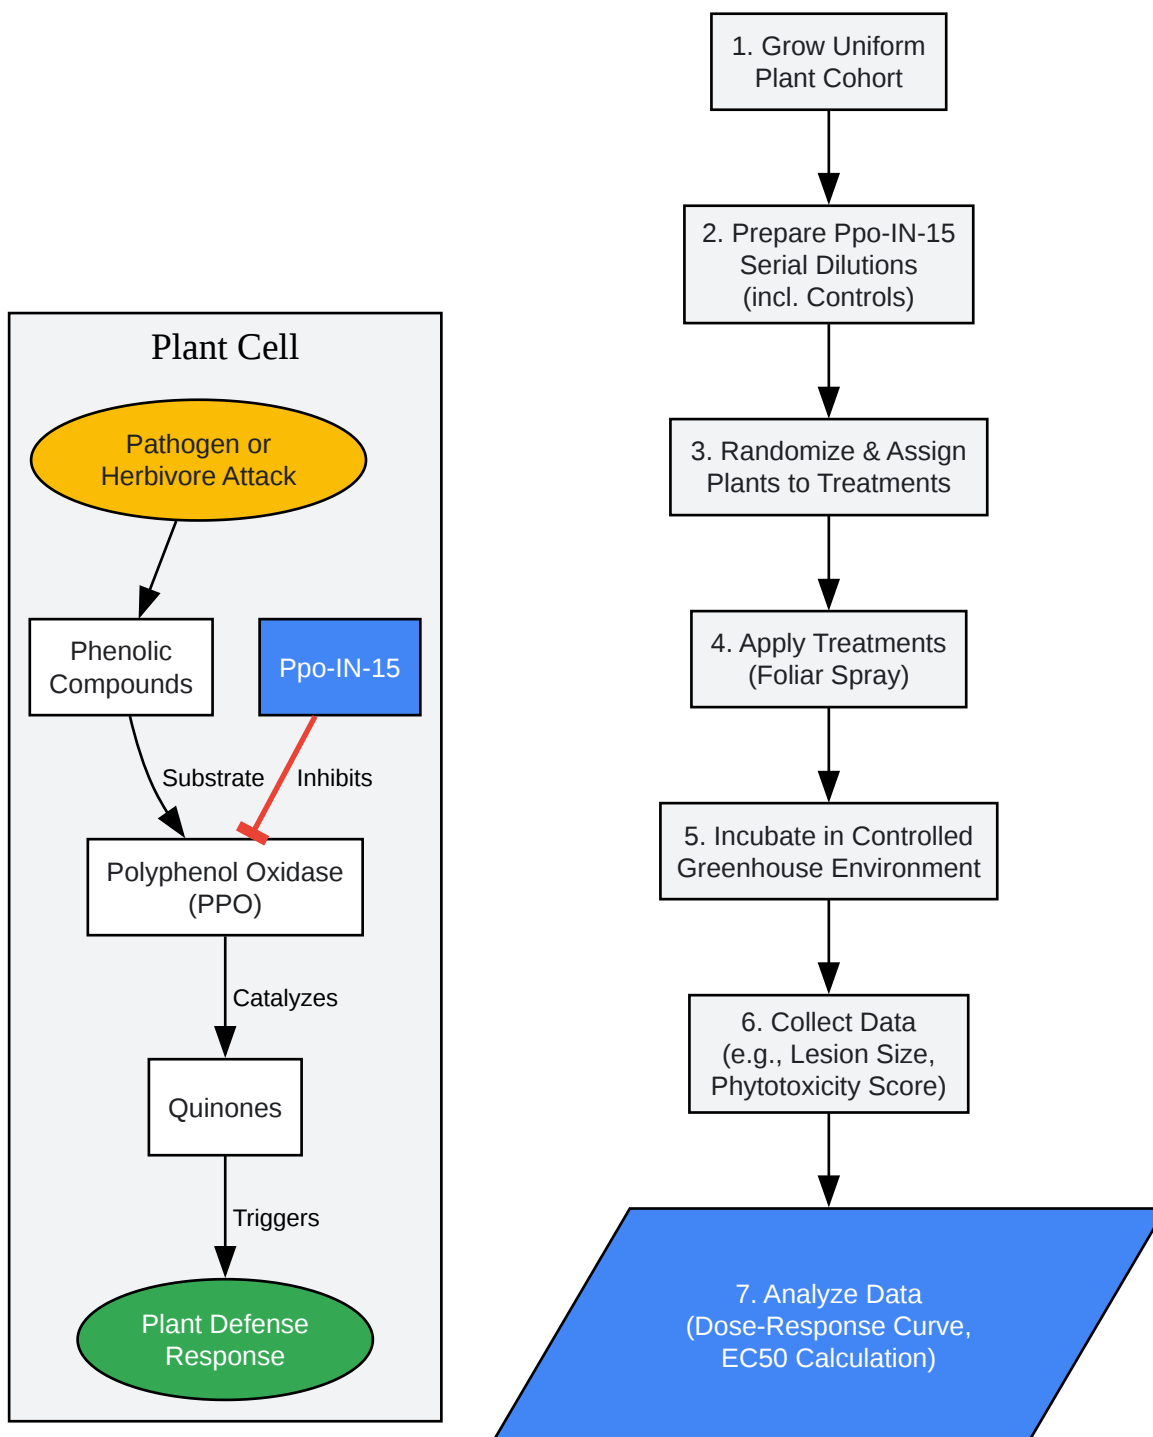 Plant Cell
Pathogen or
Herbivore Attack
Phenolic
Compounds
Ppo-IN-15
Substrate
Inhibits
Polyphenol Oxidase
(PPO)
Catalyzes
Quinones
Triggers
Plant Defense
Response
1. Grow Uniform
Plant Cohort
2. Prepare Ppo-IN-15
Serial Dilutions
(incl. Controls)
3. Randomize & Assign
Plants to Treatments
4. Apply Treatments
(Foliar Spray)
5. Incubate in Controlled
Greenhouse Environment
6. Collect Data
(e.g., Lesion Size,
Phytotoxicity Score)
7. Analyze Data
(Dose-Response Curve,
EC50 Calculation)